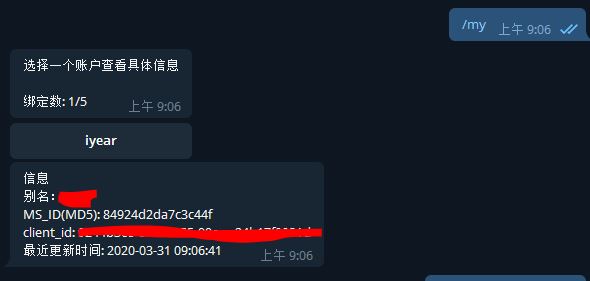 /my
上午 9:06
选择一个账户查看具体信息
绑定数: 1/5
上午 9:06
iyear
信息
别名:
MS_ID(MD5): 84924d2da7c3c44f
client_id:
最近更新时间: 2020-03-31 09:06:41
上午 9:06